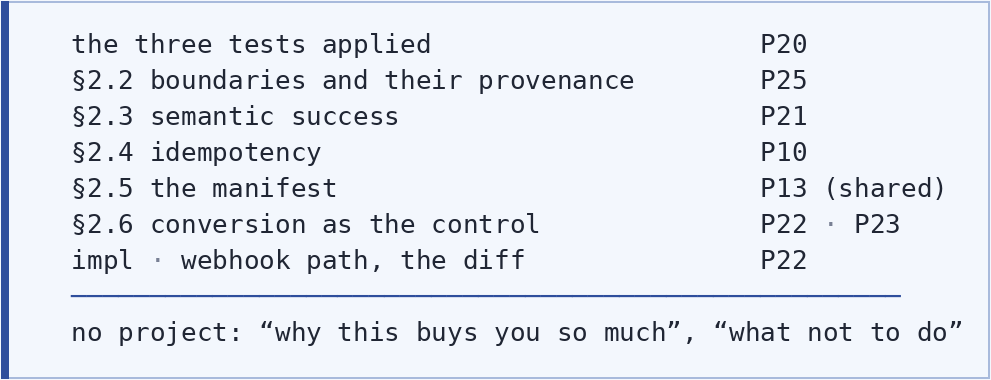 the three tests applied P20
§2.2 boundaries and their provenance P25
§2.3 semantic success P21
§2.4 idempotency P10
§2.5 the manifest P13 (shared)
§2.6 conversion as the control P22 · P23
impl · webhook path, the diff P22
no project: “why this buys you so much”, “what not to do”